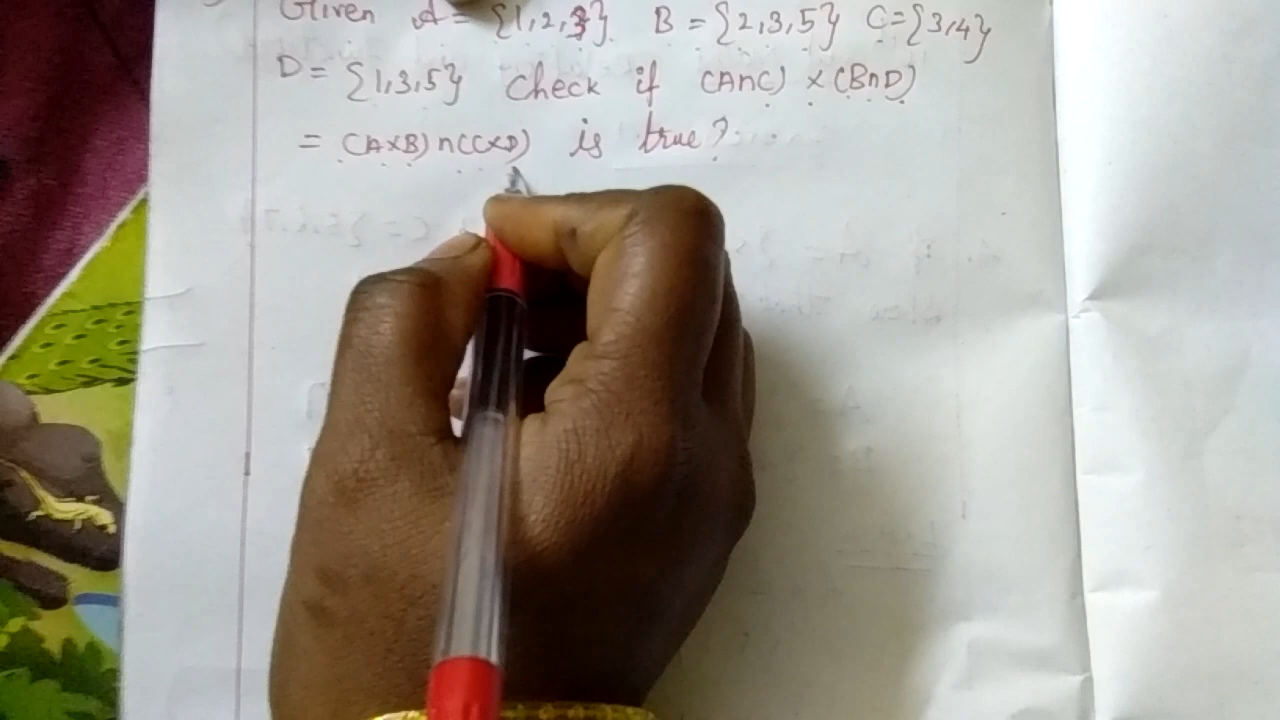 Given A = {1,2,3} B = {2,3,5} C={3,4}
D = {1,3,5} Check if (A∩C) × (B∩D)
= (A×B) ∩ (C×D) is true?